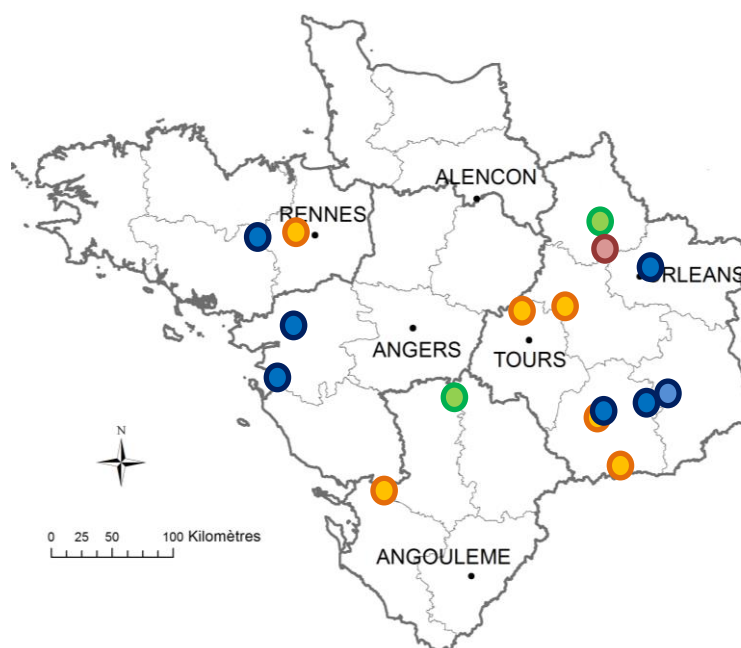 ALENCON
RENNES
RLEANS
ANGERS
TOURS
N
0 25 50 100 Kilomètres
ANGOULEME